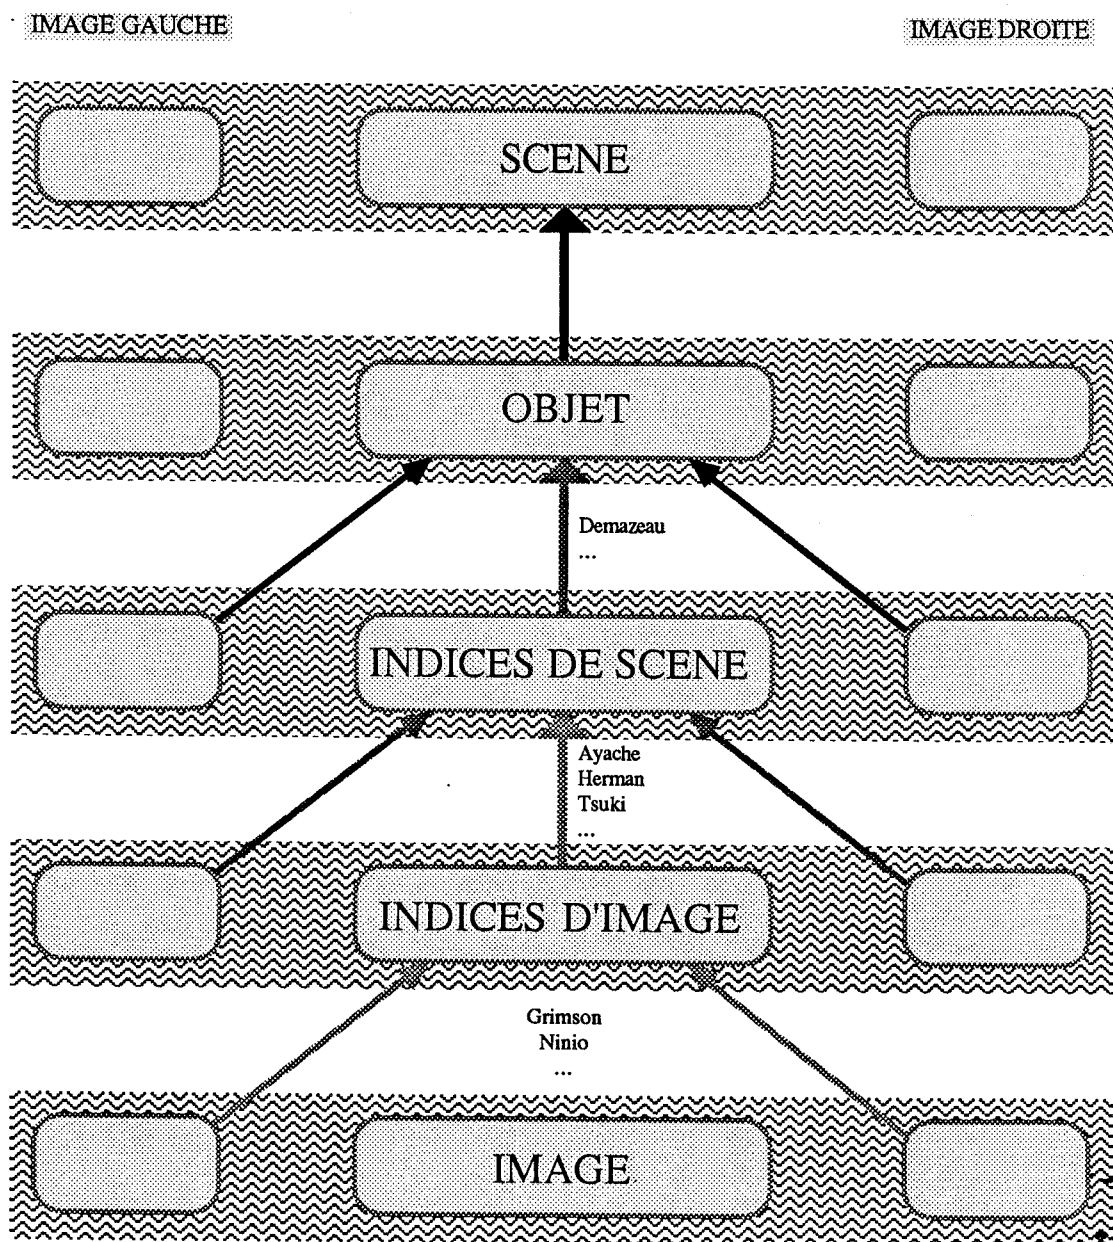 IMAGE GAUCHE
IMAGE DROITE
SCENE
OBJET
Demazeau
...
INDICES DE SCENE
Ayache
Herman
Tsuki
...
INDICES D'IMAGE
Grimson
Ninio
...
IMAGE